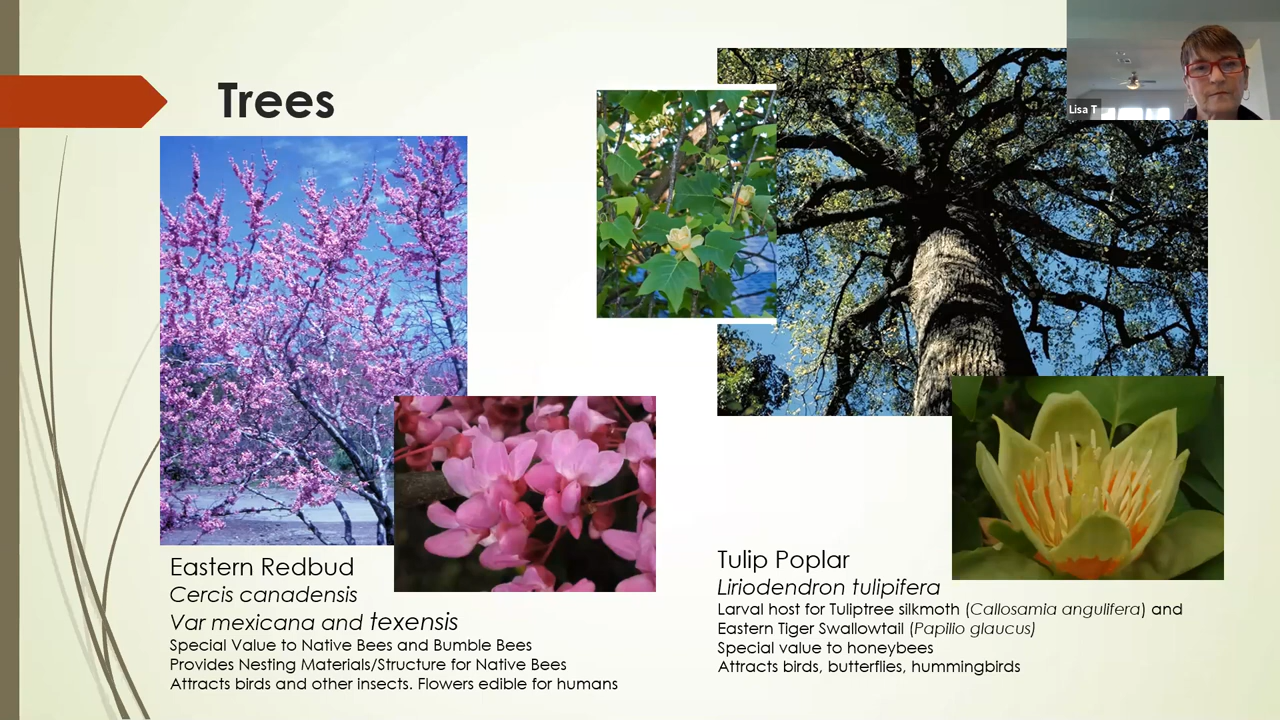 Trees
Lisa T
Eastern Redbud
Cercis canadensis
Var mexicana and texensis
Special Value to Native Bees and Bumble Bees
Provides Nesting Materials/Structure for Native Bees
Attracts birds and other insects. Flowers edible for humans
Tulip Poplar
Liriodendron tulipifera
Larval host for Tuliptree silkmoth (Callosamia angulifera) and
Eastern Tiger Swallowtail (Papilio glaucus)
Special value to honeybees
Attracts birds, butterflies, hummingbirds